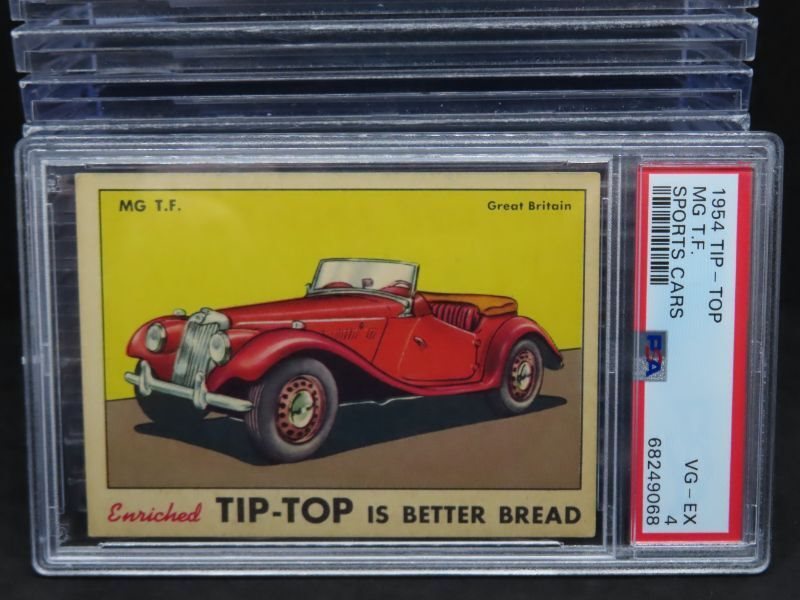 MG T.F.
Great Britain
Enriched TIP-TOP IS BETTER BREAD
1954 TIP-TOP
MG T.F.
SPORTS CARS
PSA
VG-EX
4
68249068